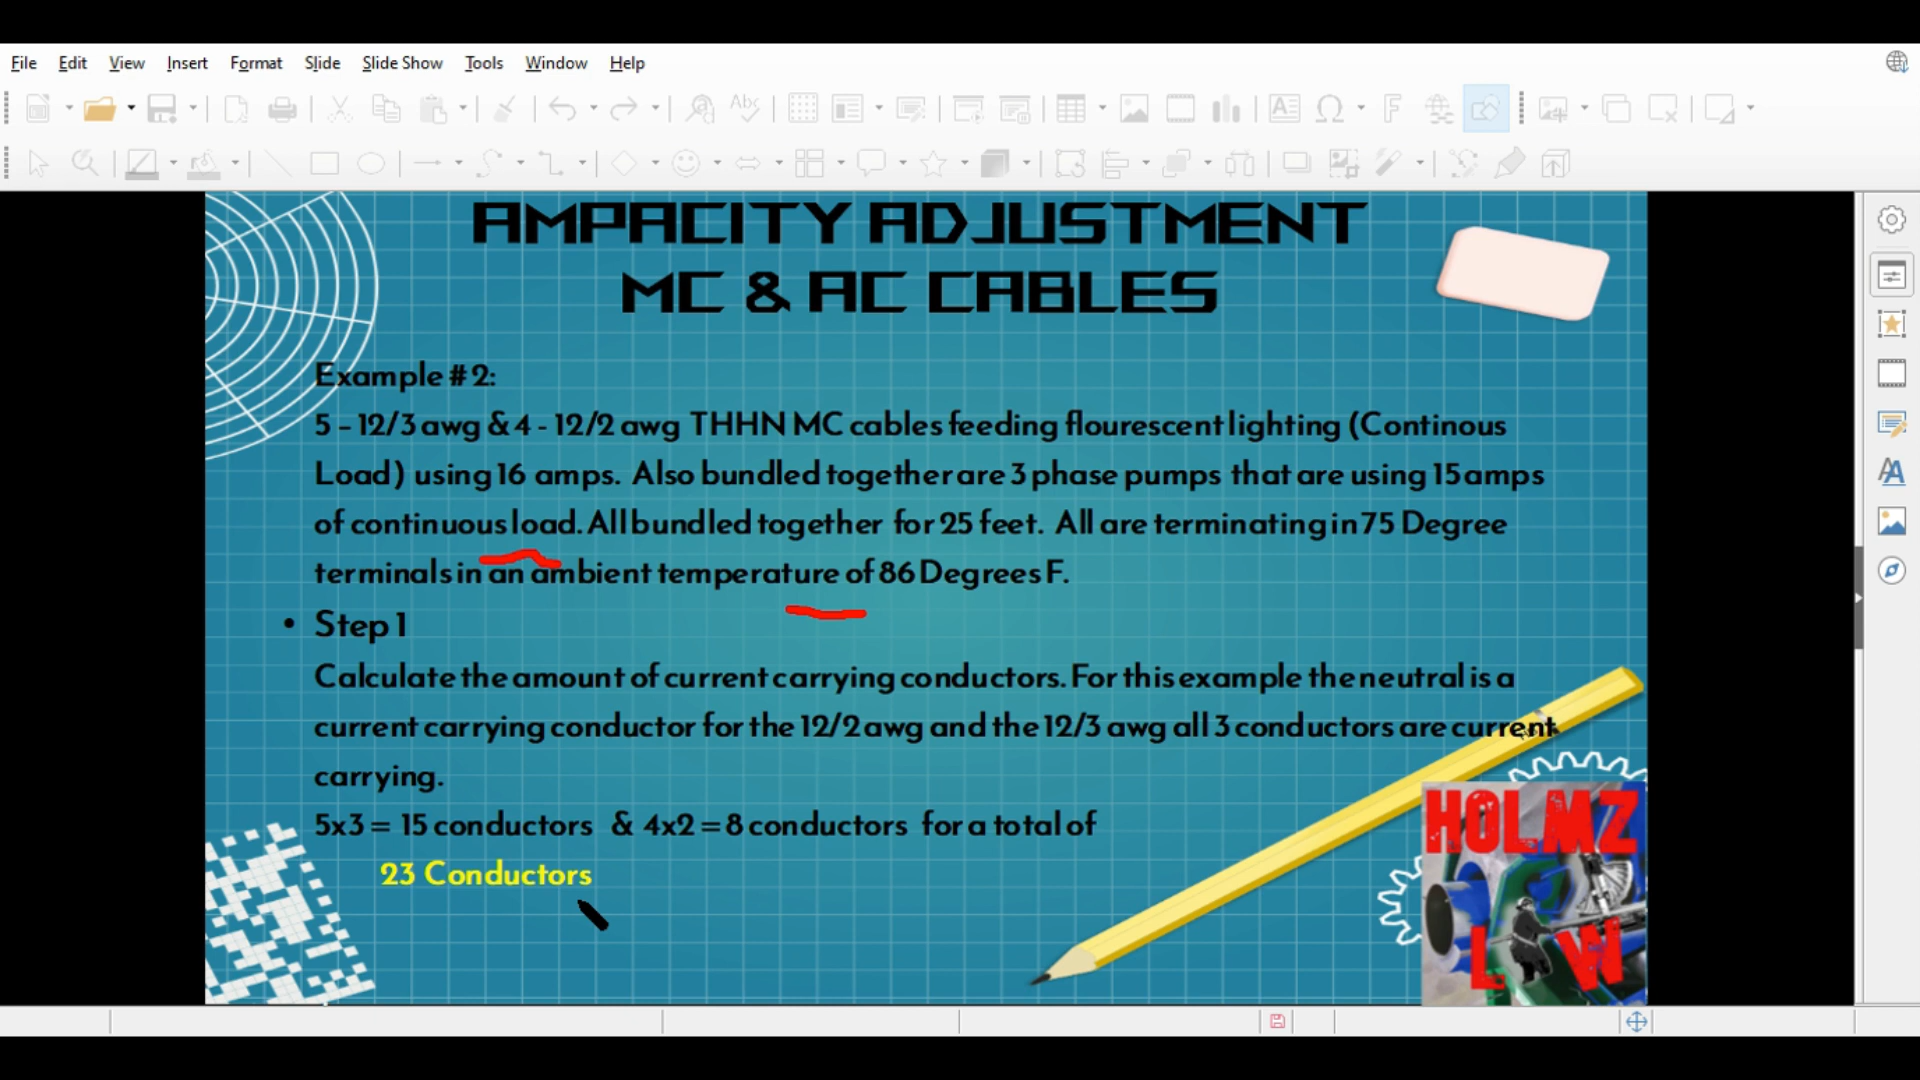 File Edit View Insert Format Slide Slide Show Tools Window Help
AMPACITY ADJUSTMENT
MC & AC CABLES
Example # 2:
5 – 12/3 awg & 4 - 12/2 awg THHN MC cables feeding flourescent lighting (Continous
Load) using 16 amps. Also bundled together are 3 phase pumps that are using 15 amps
of continuous load. All bundled together for 25 feet. All are terminating in 75 Degree
terminals in an ambient temperature of 86 Degrees F.
• Step 1
Calculate the amount of current carrying conductors. For this example the neutral is a
current carrying conductor for the 12/2 awg and the 12/3 awg all 3 conductors are current
carrying.
5x3 = 15 conductors & 4x2 = 8 conductors for a total of
23 Conductors
HOLMZ
L W